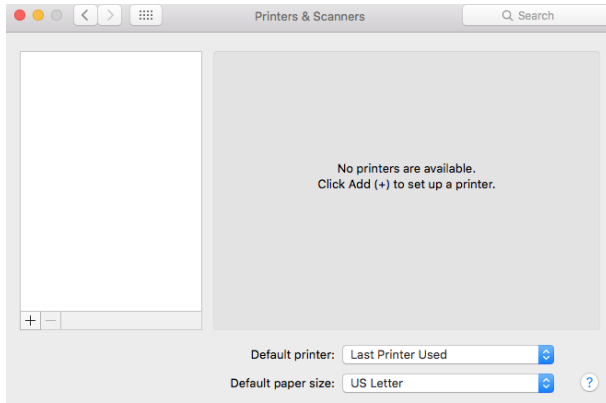 Printers & Scanners
Search
No printers are available.
Click Add (+) to set up a printer.
+ −
Default printer: Last Printer Used
Default paper size: US Letter
?